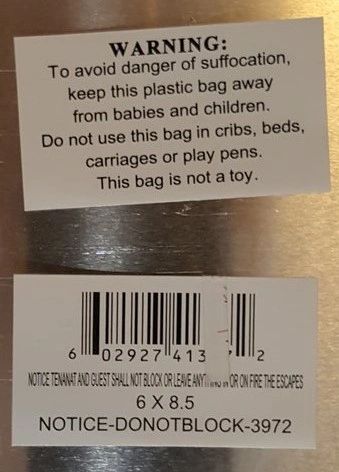 WARNING:
To avoid danger of suffocation,
keep this plastic bag away
from babies and children.
Do not use this bag in cribs, beds,
carriages or play pens.
This bag is not a toy.
6 02927 413 2
NOTICE TENANAT AND GUEST SHALL NOT BLOCK OR LEAVE OR ON FIRE THE ESCAPES
6 X 8.5
NOTICE-DONOTBLOCK-3972